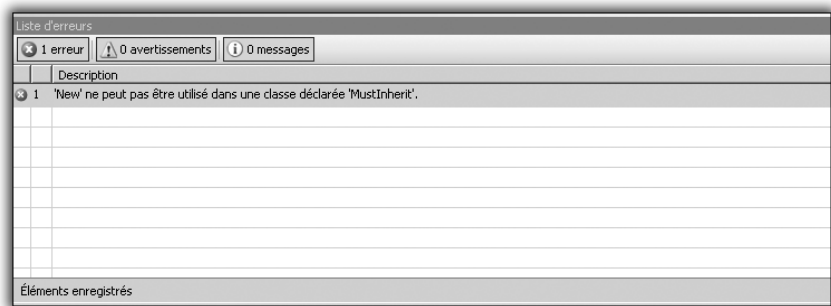 Liste d'erreurs
1 erreur 0 avertissements 0 messages
Description
1 'New' ne peut pas être utilisé dans une classe déclarée 'MustInherit'.
Éléments enregistrés